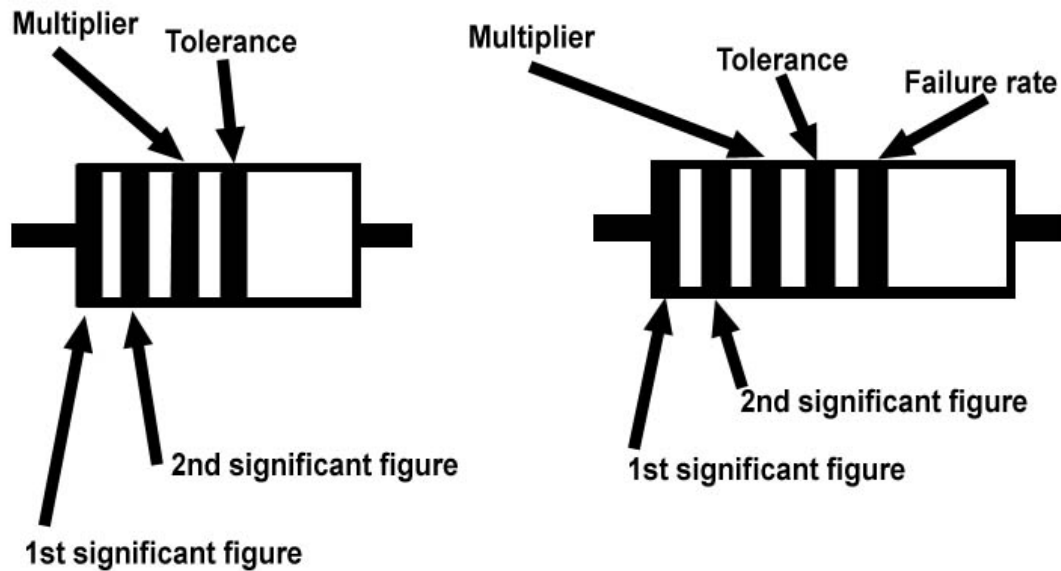 Multiplier
Tolerance
2nd significant figure
1st significant figure
Multiplier
Tolerance
Failure rate
2nd significant figure
1st significant figure